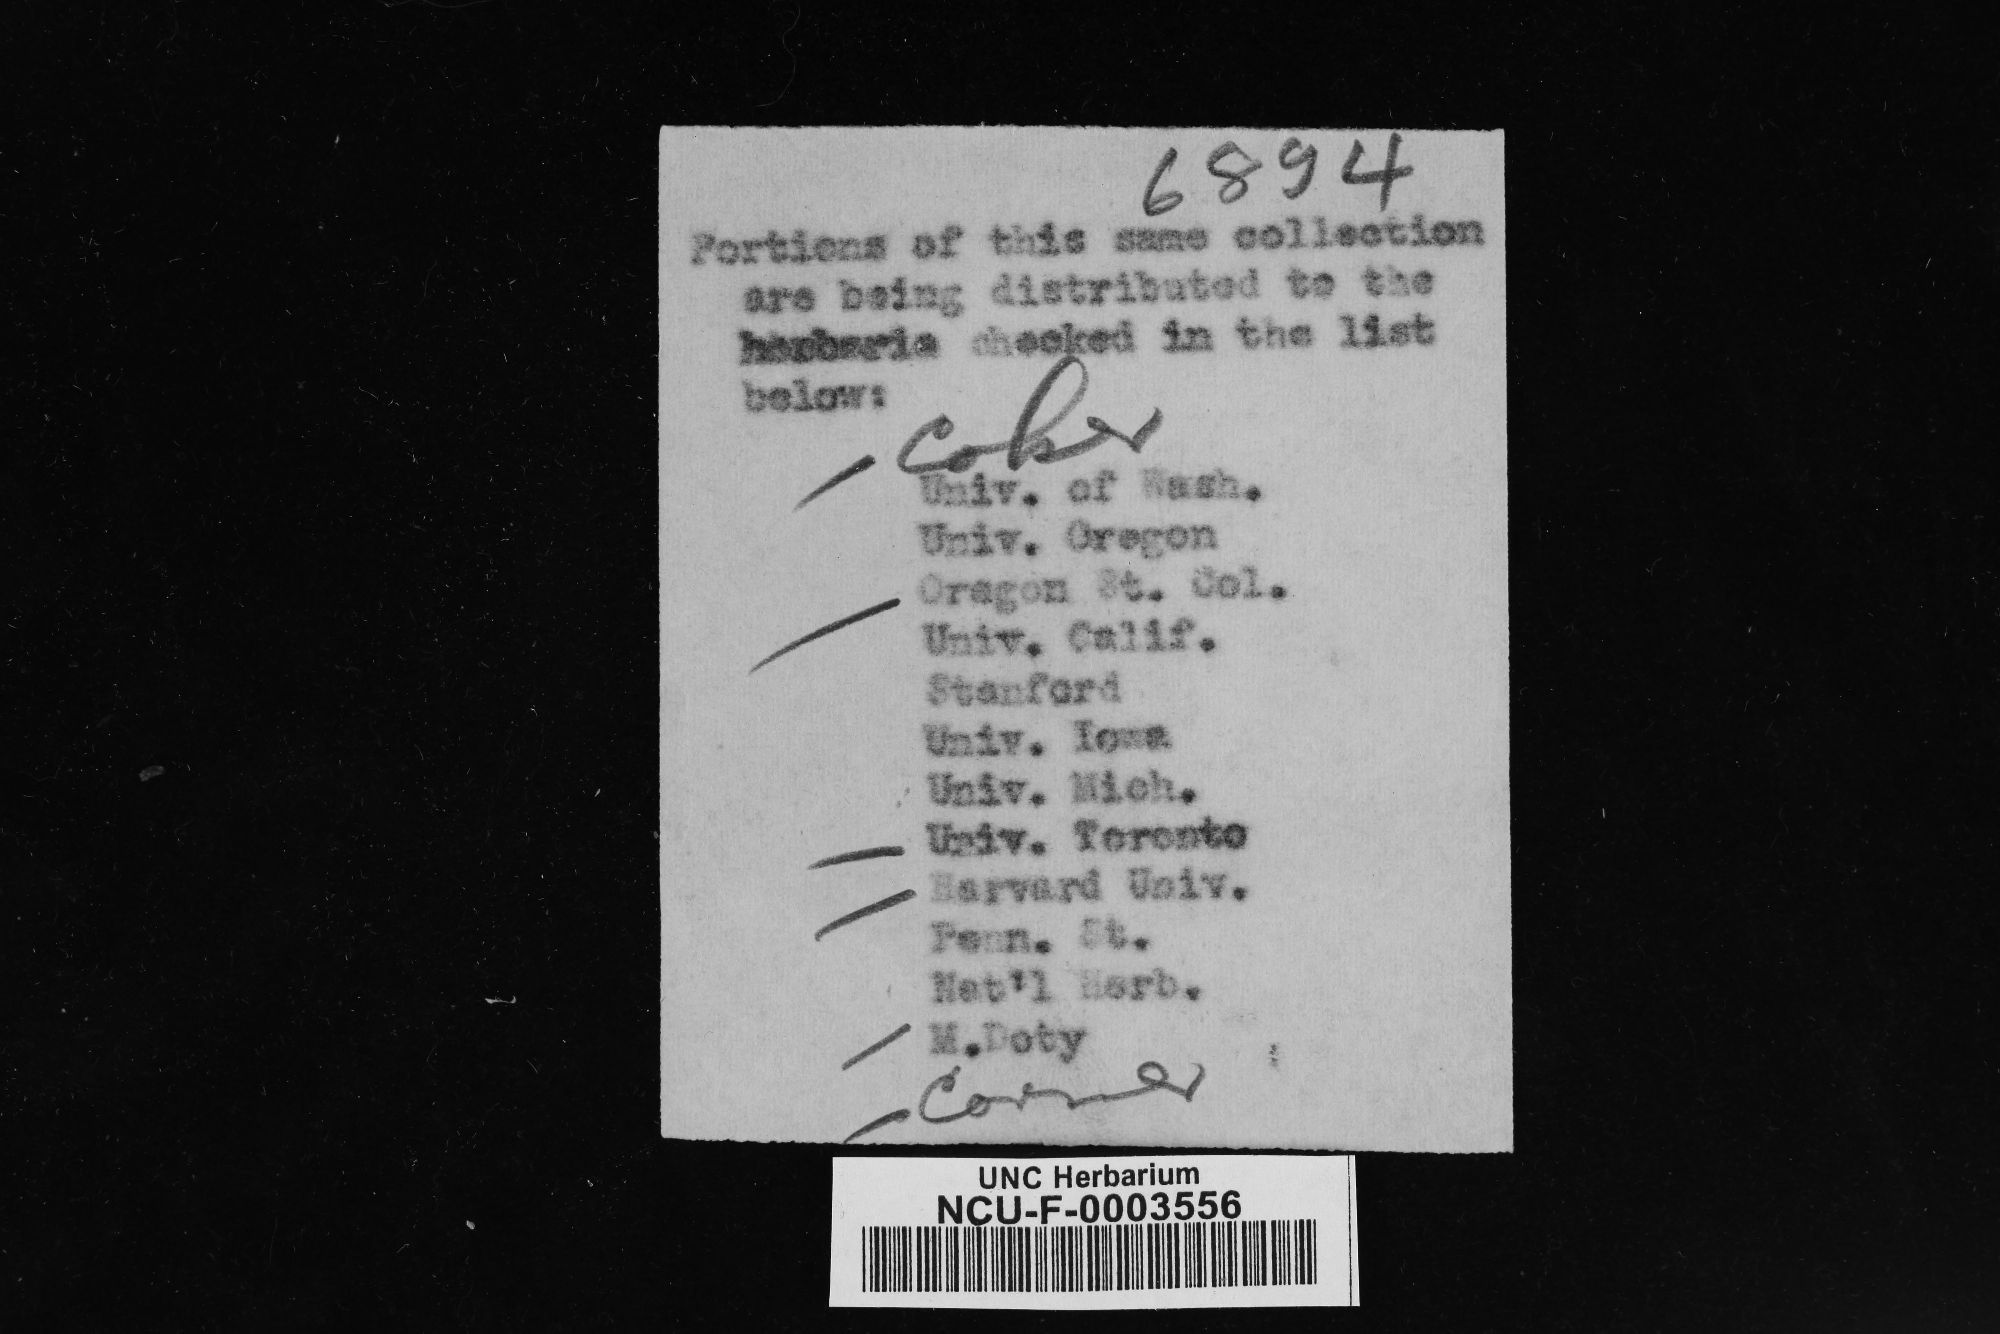 6894
Portions of this same collection
are being distributed to the
herbaria checked in the list
below:
Coker
Univ. of Wash.
Univ. Oregon
Oregon St. Col.
Univ. Calif.
Stanford
Univ. Iowa
Univ. Mich.
Univ. Toronto
Harvard Univ.
Penn. St.
Nat'l Herb.
M.Doty
Corner
UNC Herbarium
NCU-F-0003556